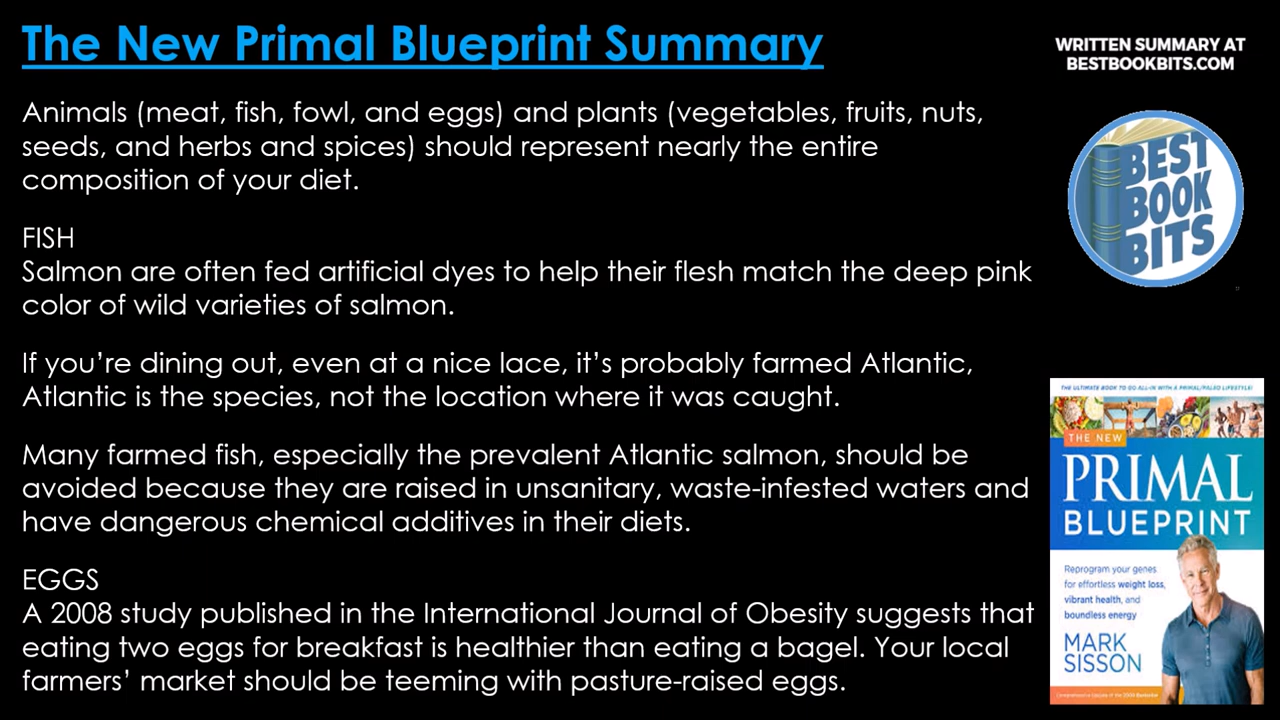 The New Primal Blueprint Summary
WRITTEN SUMMARY AT
BESTBOOKBITS.COM
Animals (meat, fish, fowl, and eggs) and plants (vegetables, fruits, nuts,
seeds, and herbs and spices) should represent nearly the entire
composition of your diet.
FISH
Salmon are often fed artificial dyes to help their flesh match the deep pink
color of wild varieties of salmon.
If you’re dining out, even at a nice lace, it’s probably farmed Atlantic,
Atlantic is the species, not the location where it was caught.
Many farmed fish, especially the prevalent Atlantic salmon, should be
avoided because they are raised in unsanitary, waste-infested waters and
have dangerous chemical additives in their diets.
EGGS
A 2008 study published in the International Journal of Obesity suggests that
eating two eggs for breakfast is healthier than eating a bagel. Your local
farmers’ market should be teeming with pasture-raised eggs.
BEST
BOOK
BITS
THE ULTIMATE BOOK TO GO ALL-IN WITH A PRIMAL/PALEO LIFESTYLE!
THE NEW
PRIMAL
BLUEPRINT
Reprogram your genes
for effortless weight loss,
vibrant health, and
boundless energy
MARK
SISSON